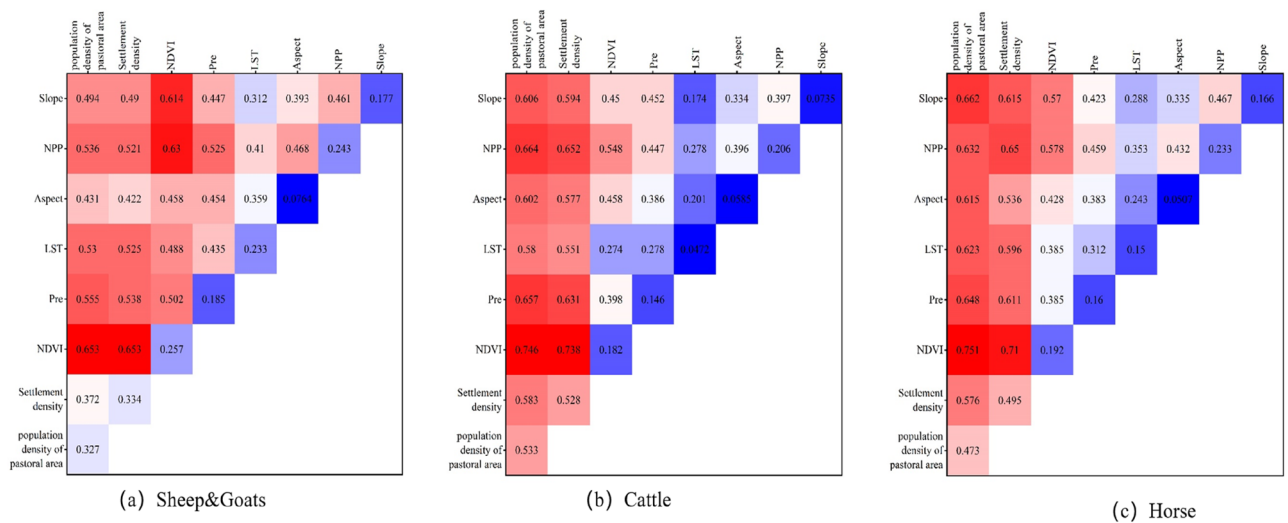 population
density of
pastoral area
Settlement
density
NDVI
Pre
LST
Aspect
NPP
Slope
Slope 0.494 0.49 0.614 0.447 0.312 0.393 0.461 0.177
NPP 0.536 0.521 0.63 0.525 0.41 0.468 0.243
Aspect 0.431 0.422 0.458 0.454 0.359
LST 0.53 0.525 0.488 0.435 0.233
Pre 0.555 0.538 0.502 0.185
NDVI 0.653 0.653 0.257
Settlement
density
0.372 0.334
population
density of
pastoral area
0.327
(a) Sheep&Goats
population
density of
pastoral area
Settlement
density
NDVI
Pre
LST
Aspect
NPP
Slope
Slope 0.606 0.594 0.45 0.452 0.174 0.334 0.397 0.0735
NPP 0.664 0.652 0.548 0.447 0.278 0.396 0.206
Aspect 0.602 0.577 0.458 0.386 0.201 0.0585
LST 0.58 0.551 0.274 0.278 0.0472
Pre 0.657 0.631 0.398 0.146
NDVI 0.746 0.738 0.182
Settlement
density
0.583 0.528
population
density of
pastoral area
0.533
(b) Cattle
population
density of
pastoral area
Settlement
density
NDVI
Pre
LST
Aspect
NPP
Slope
Slope 0.662 0.615 0.57 0.423 0.288 0.335 0.467 0.166
NPP 0.632 0.65 0.578 0.459 0.353 0.432 0.233
Aspect 0.615 0.536 0.428 0.383 0.243 0.0607
LST 0.623 0.596 0.385 0.312 0.15
Pre 0.648 0.611 0.385 0.16
NDVI 0.751 0.71 0.192
Settlement
density
0.576 0.495
population
density of
pastoral area
0.473
(c) Horse